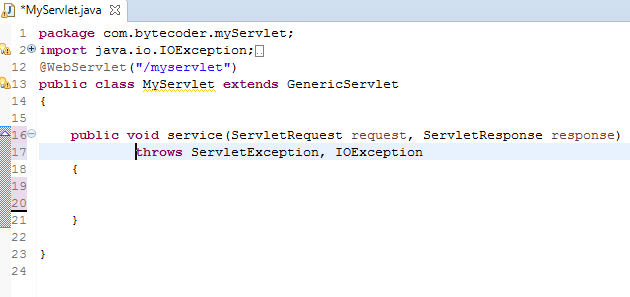 *MyServlet.java
1 package com.bytecoder.myServlet;
2 import java.io.IOException;
12 @WebServlet("/myservlet")
13 public class MyServlet extends GenericServlet
14 {
15
16 public void service(ServletRequest request, ServletResponse response)
17 throws ServletException, IOException
18 {
19
20
21 }
22
23 }
24